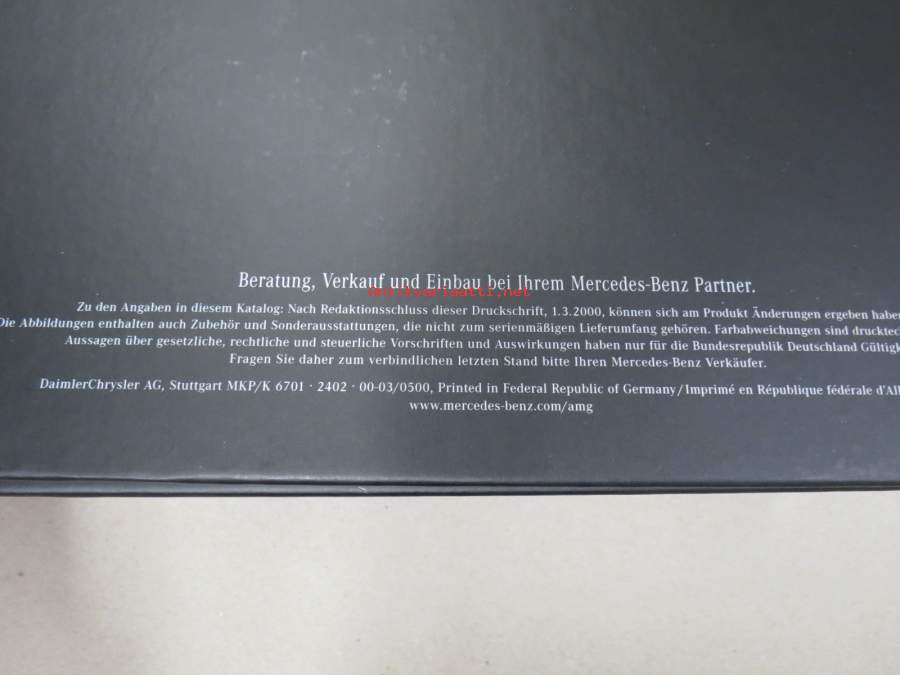 Beratung, Verkauf und Einbau bei Ihrem Mercedes-Benz Partner.
antikvariaatti.net
Zu den Angaben in diesem Katalog: Nach Redaktionsschluss dieser Druckschrift, 1.3.2000, können sich am Produkt Änderungen ergeben haben
Die Abbildungen enthalten auch Zubehör und Sonderausstattungen, die nicht zum serienmäßigen Lieferumfang gehören. Farbabweichungen sind drucktec
Aussagen über gesetzliche, rechtliche und steuerliche Vorschriften und Auswirkungen haben nur für die Bundesrepublik Deutschland Gültigk
Fragen Sie daher zum verbindlichen letzten Stand bitte Ihren Mercedes-Benz Verkäufer.
DaimlerChrysler AG, Stuttgart MKP/K 6701 · 2402 · 00-03/0500, Printed in Federal Republic of Germany/Imprimé en République fédérale d'All
www.mercedes-benz.com/amg